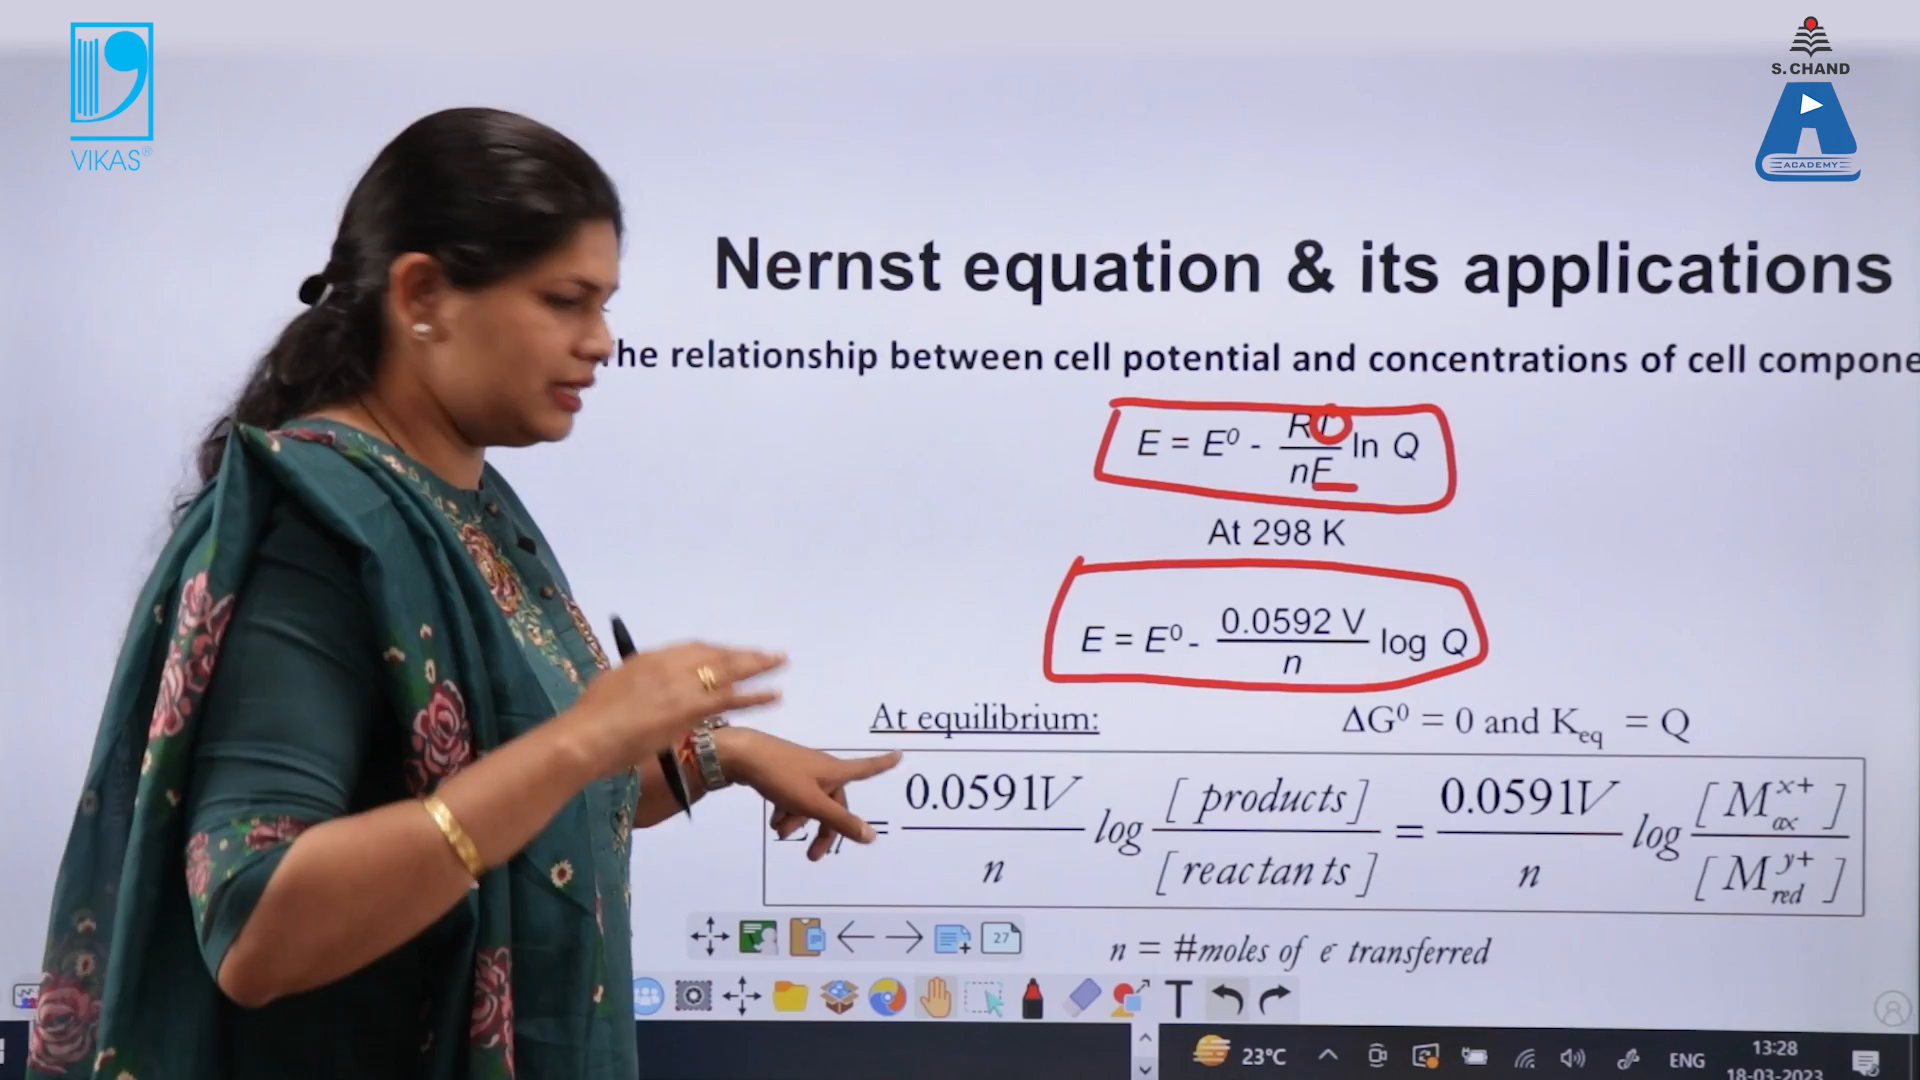 VIKAS®
S. CHAND
ACADEMY
Nernst equation & its applications
The relationship between cell potential and concentrations of cell compone
E = E⁰ - RT/nF ln Q
At 298 K
E = E⁰ - 0.0592 V/n log Q
At equilibrium: ΔG⁰ = 0 and Keq = Q
= 0.0591V/n log [products]/[reactants] = 0.0591V/n log [M^x+_ox]/[M^y+_red]
27
n = #moles of e⁻ transferred
T
23°C
ENG
13:28
18-03-2023